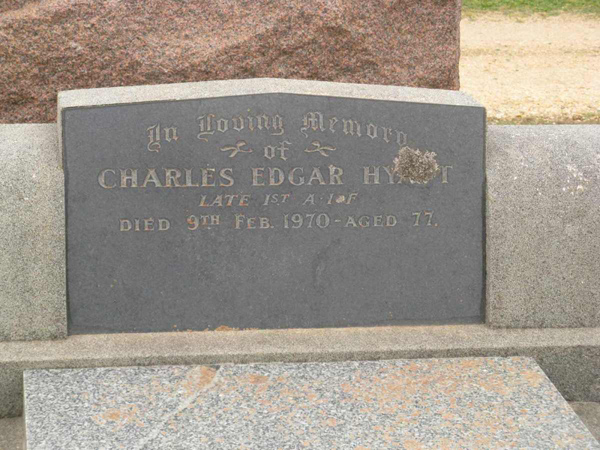 In Loving Memory
of
CHARLES EDGAR
LATE 1ST A.I.F
DIED 9TH FEB. 1970 - AGED 77.